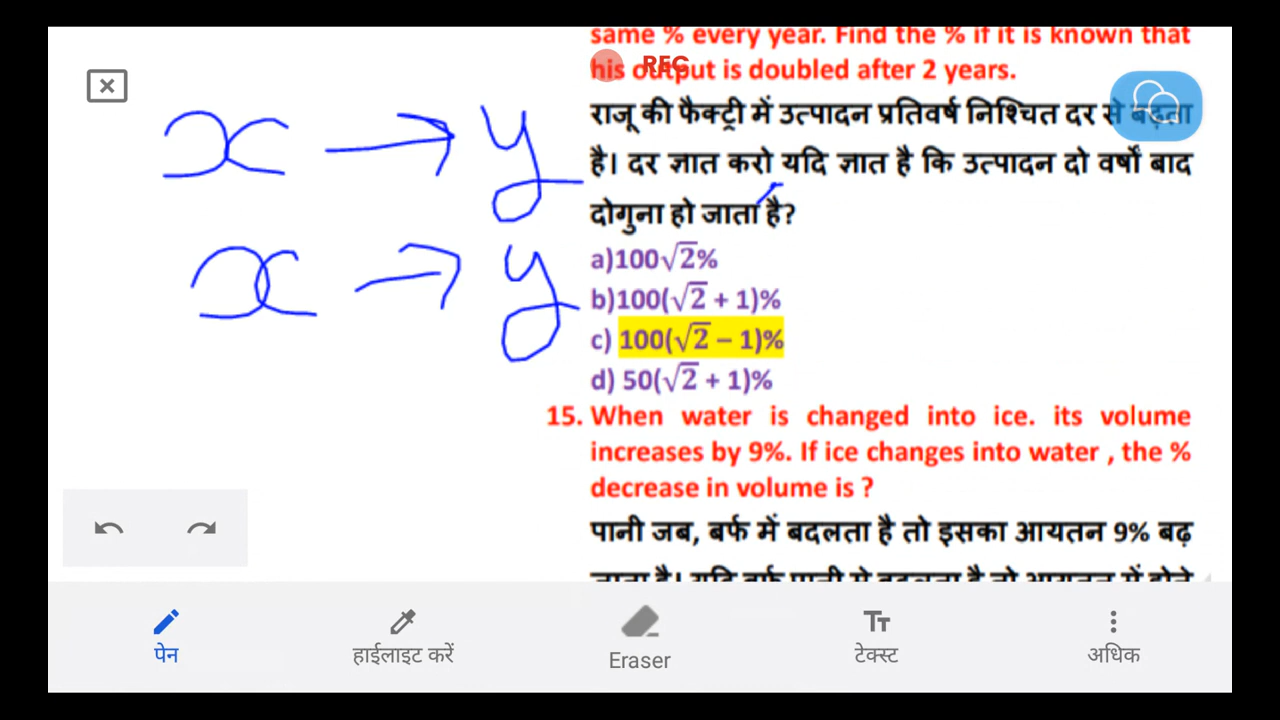 same % every year. Find the % if it is known that
REC
his output is doubled after 2 years.
राजू की फैक्ट्री में उत्पादन प्रतिवर्ष निश्चित दर से बढ़ता
है। दर ज्ञात करो यदि ज्ञात है कि उत्पादन दो वर्षों बाद
दोगुना हो जाता है?
x → y
x → y
a)100√2%
b)100(√2 + 1)%
c) 100(√2 − 1)%
d) 50(√2 + 1)%
15. When water is changed into ice. its volume
increases by 9%. If ice changes into water , the %
decrease in volume is ?
पानी जब, बर्फ में बदलता है तो इसका आयतन 9% बढ़
पेन
हाईलाइट करें
Eraser
Tт
टेक्स्ट
अधिक